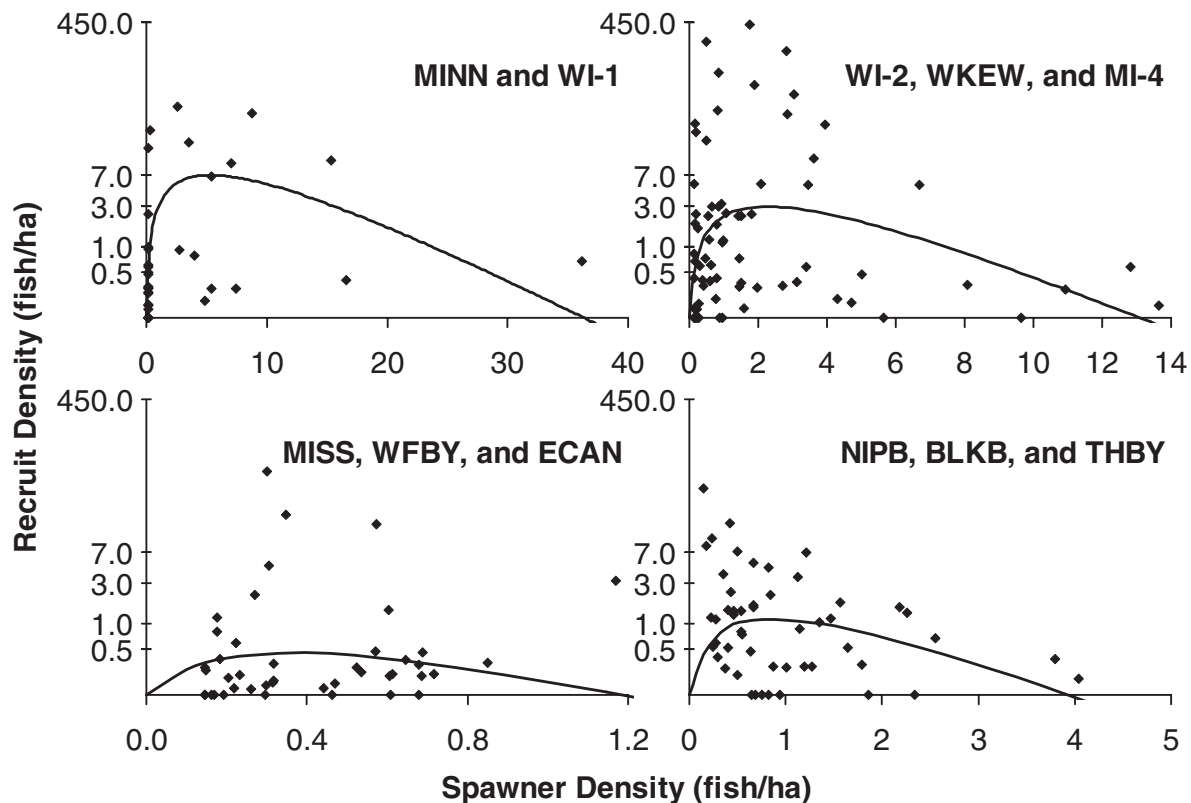 Recruit Density (fish/ha)
450.0
MINN and WI-1
7.0
3.0
1.0
0.5
0 10 20 30 40
WI-2, WKEW, and MI-4
7.0
3.0
1.0
0.5
0 2 4 6 8 10 12 14
450.0
MISS, WFBY, and ECAN
7.0
3.0
1.0
0.5
0.0 0.4 0.8 1.2
450.0
NIPB, BLKB, and THBY
7.0
3.0
1.0
0.5
0 1 2 3 4 5
450.0
Spawner Density (fish/ha)